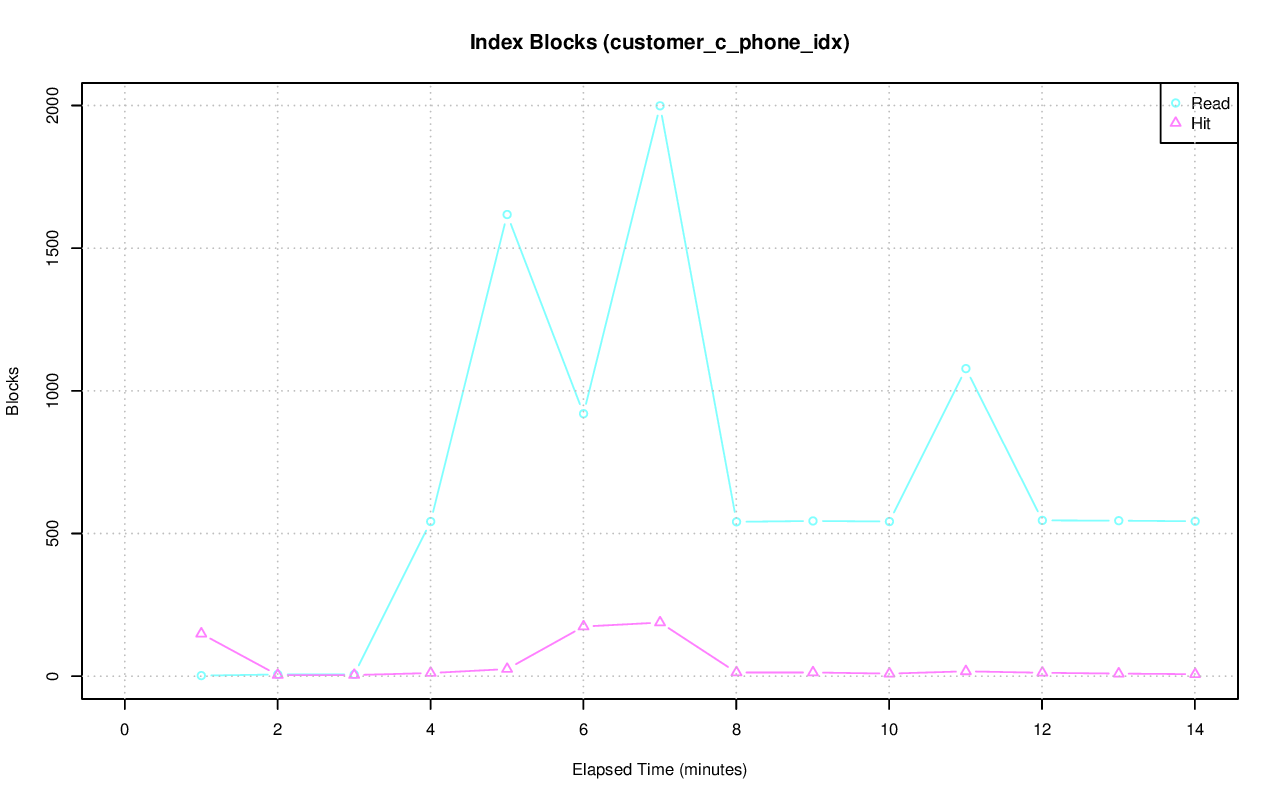 Index Blocks (customer_c_phone_idx)
Read
Hit
2000
1500
1000
500
0
Blocks
0 2 4 6 8 10 12 14
Elapsed Time (minutes)